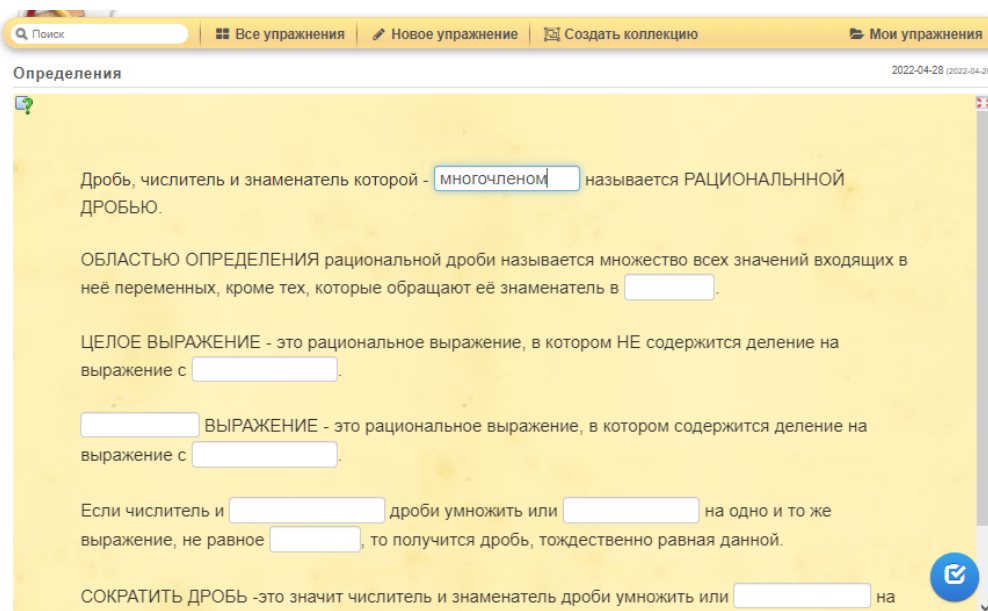 Поиск Все упражнения Новое упражнение Создать коллекцию Мои упражнения
Определения 2022-04-28 (2022-04-28
Дробь, числитель и знаменатель которой - многочленом называется РАЦИОНАЛЬННОЙ
ДРОБЬЮ.
ОБЛАСТЬЮ ОПРЕДЕЛЕНИЯ рациональной дроби называется множество всех значений входящих в
неё переменных, кроме тех, которые обращают её знаменатель в .
ЦЕЛОЕ ВЫРАЖЕНИЕ - это рациональное выражение, в котором НЕ содержится деление на
выражение с .
ВЫРАЖЕНИЕ - это рациональное выражение, в котором содержится деление на
выражение с .
Если числитель и дроби умножить или на одно и то же
выражение, не равное , то получится дробь, тождественно равная данной.
СОКРАТИТЬ ДРОБЬ -это значит числитель и знаменатель дроби умножить или на